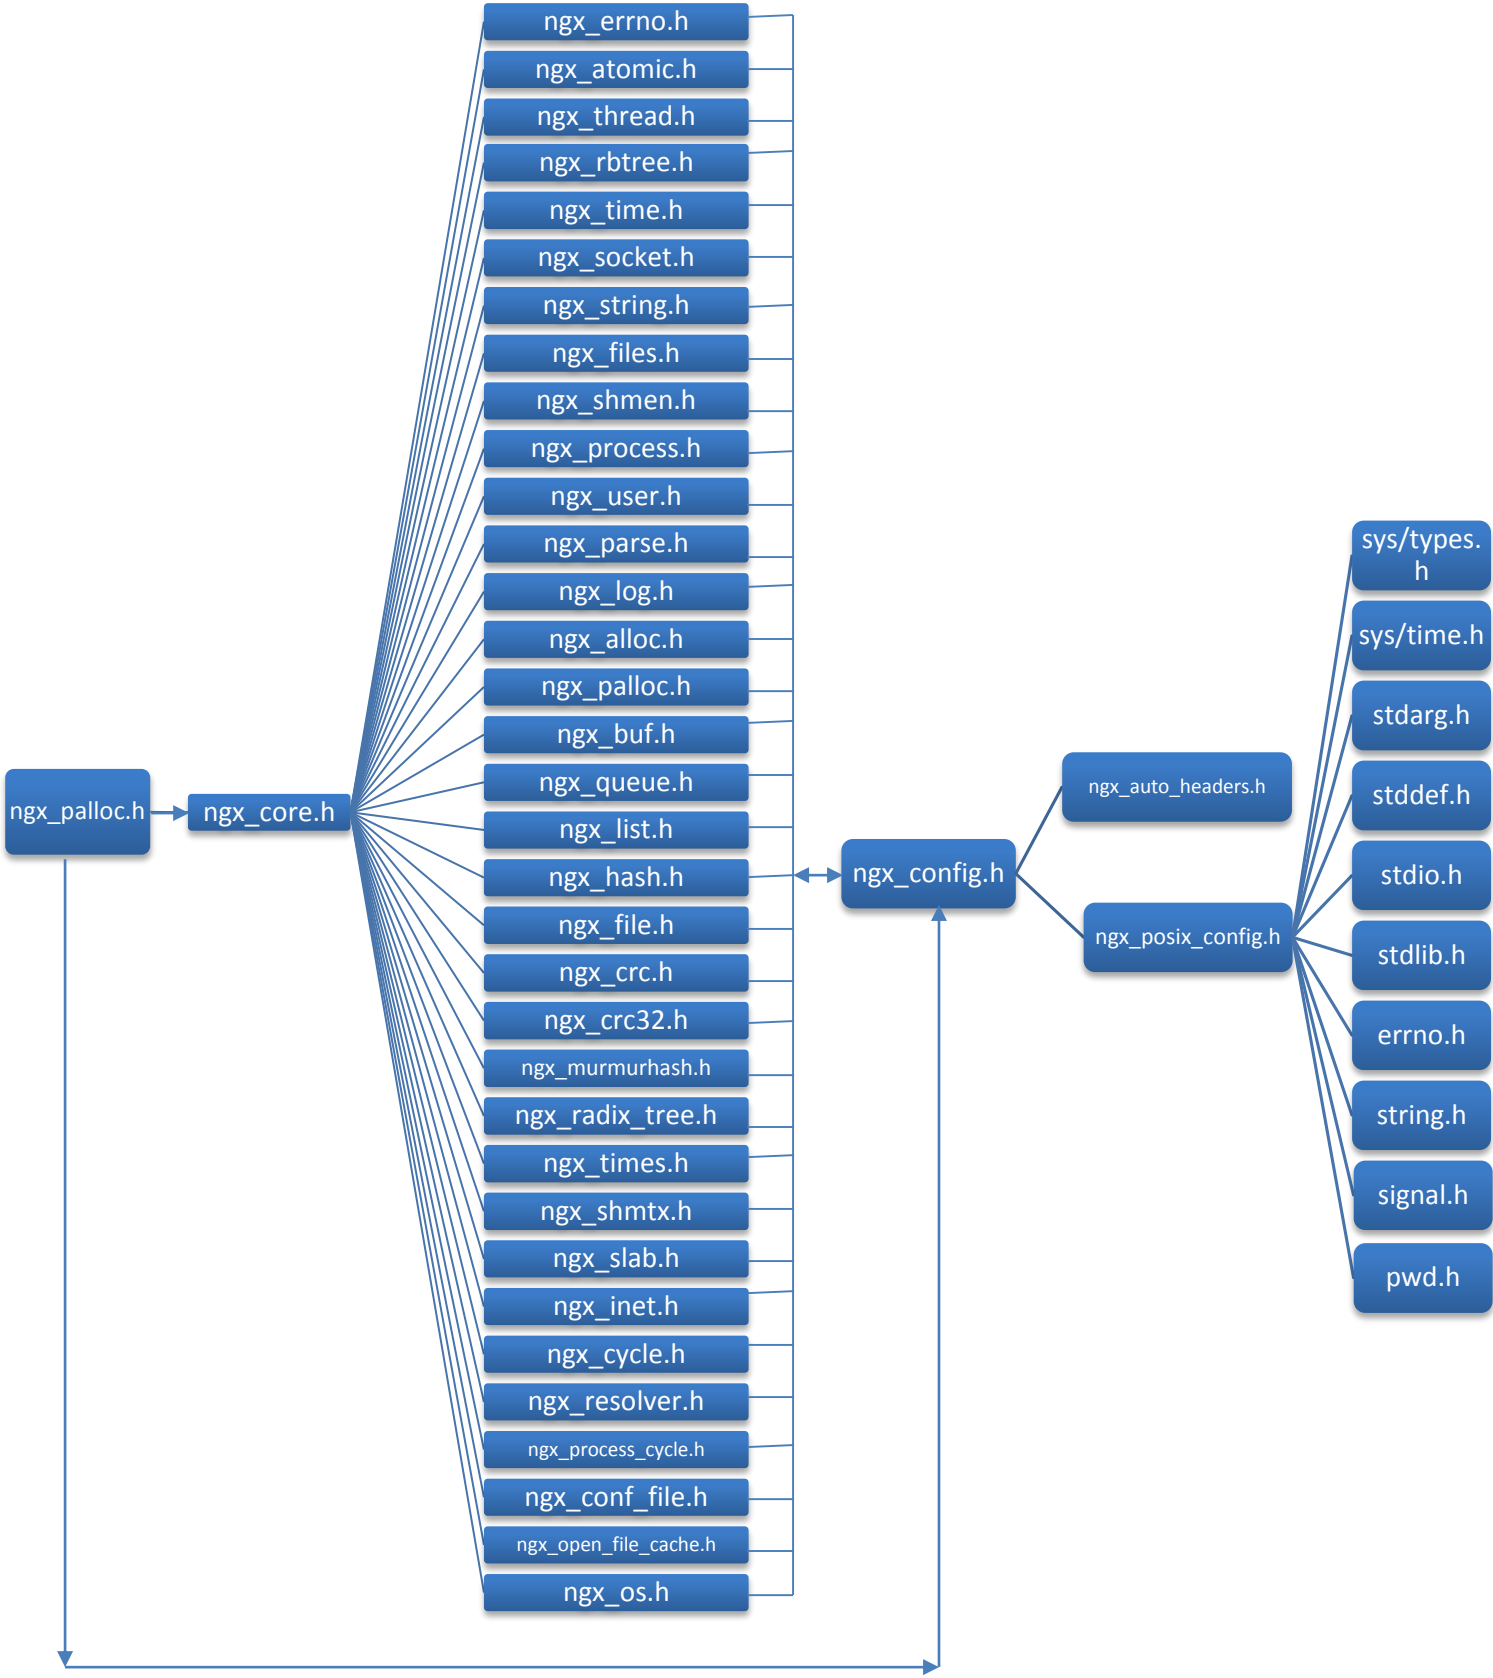 ngx_palloc.h
ngx_core.h
ngx_errno.h
ngx_atomic.h
ngx_thread.h
ngx_rbtree.h
ngx_time.h
ngx_socket.h
ngx_string.h
ngx_files.h
ngx_shmen.h
ngx_process.h
ngx_user.h
ngx_parse.h
ngx_log.h
ngx_alloc.h
ngx_palloc.h
ngx_buf.h
ngx_queue.h
ngx_list.h
ngx_hash.h
ngx_file.h
ngx_crc.h
ngx_crc32.h
ngx_murmurhash.h
ngx_radix_tree.h
ngx_times.h
ngx_shmtx.h
ngx_slab.h
ngx_inet.h
ngx_cycle.h
ngx_resolver.h
ngx_process_cycle.h
ngx_conf_file.h
ngx_open_file_cache.h
ngx_os.h
ngx_config.h
ngx_auto_headers.h
ngx_posix_config.h
sys/types.
h
sys/time.h
stdarg.h
stddef.h
stdio.h
stdlib.h
errno.h
string.h
signal.h
pwd.h